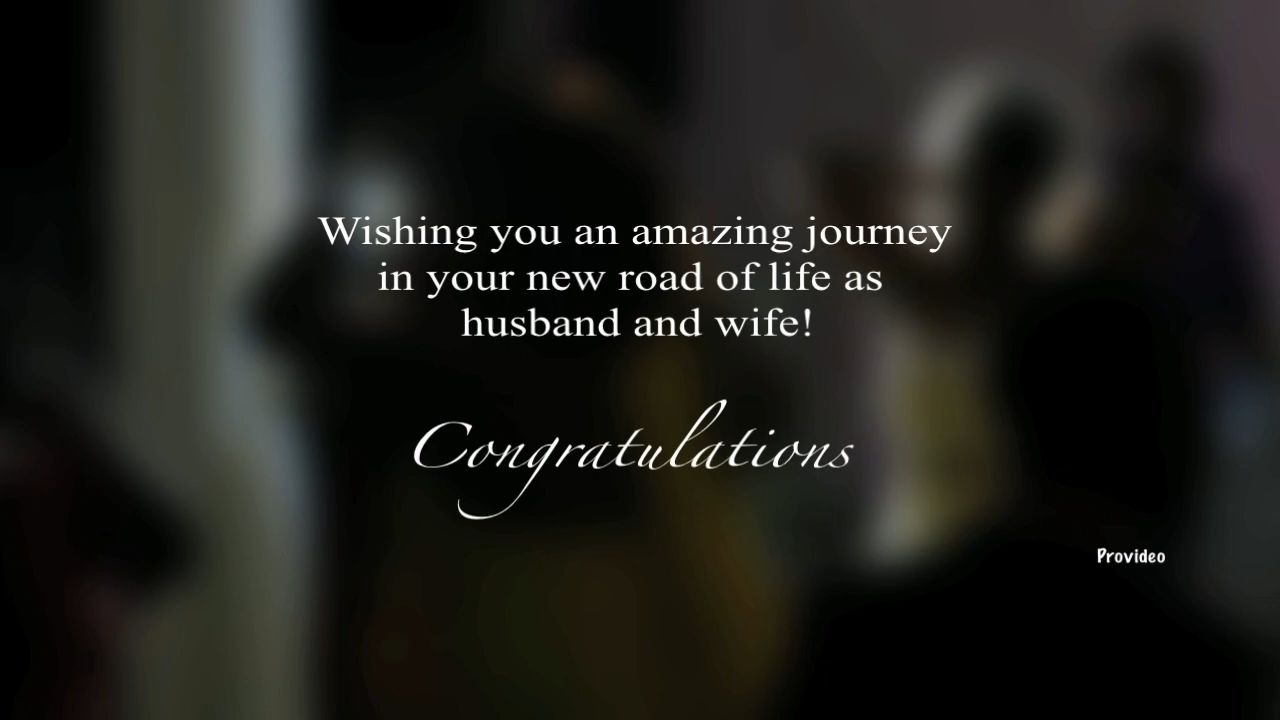 Wishing you an amazing journey
in your new road of life as
husband and wife!
Congratulations
Provideo